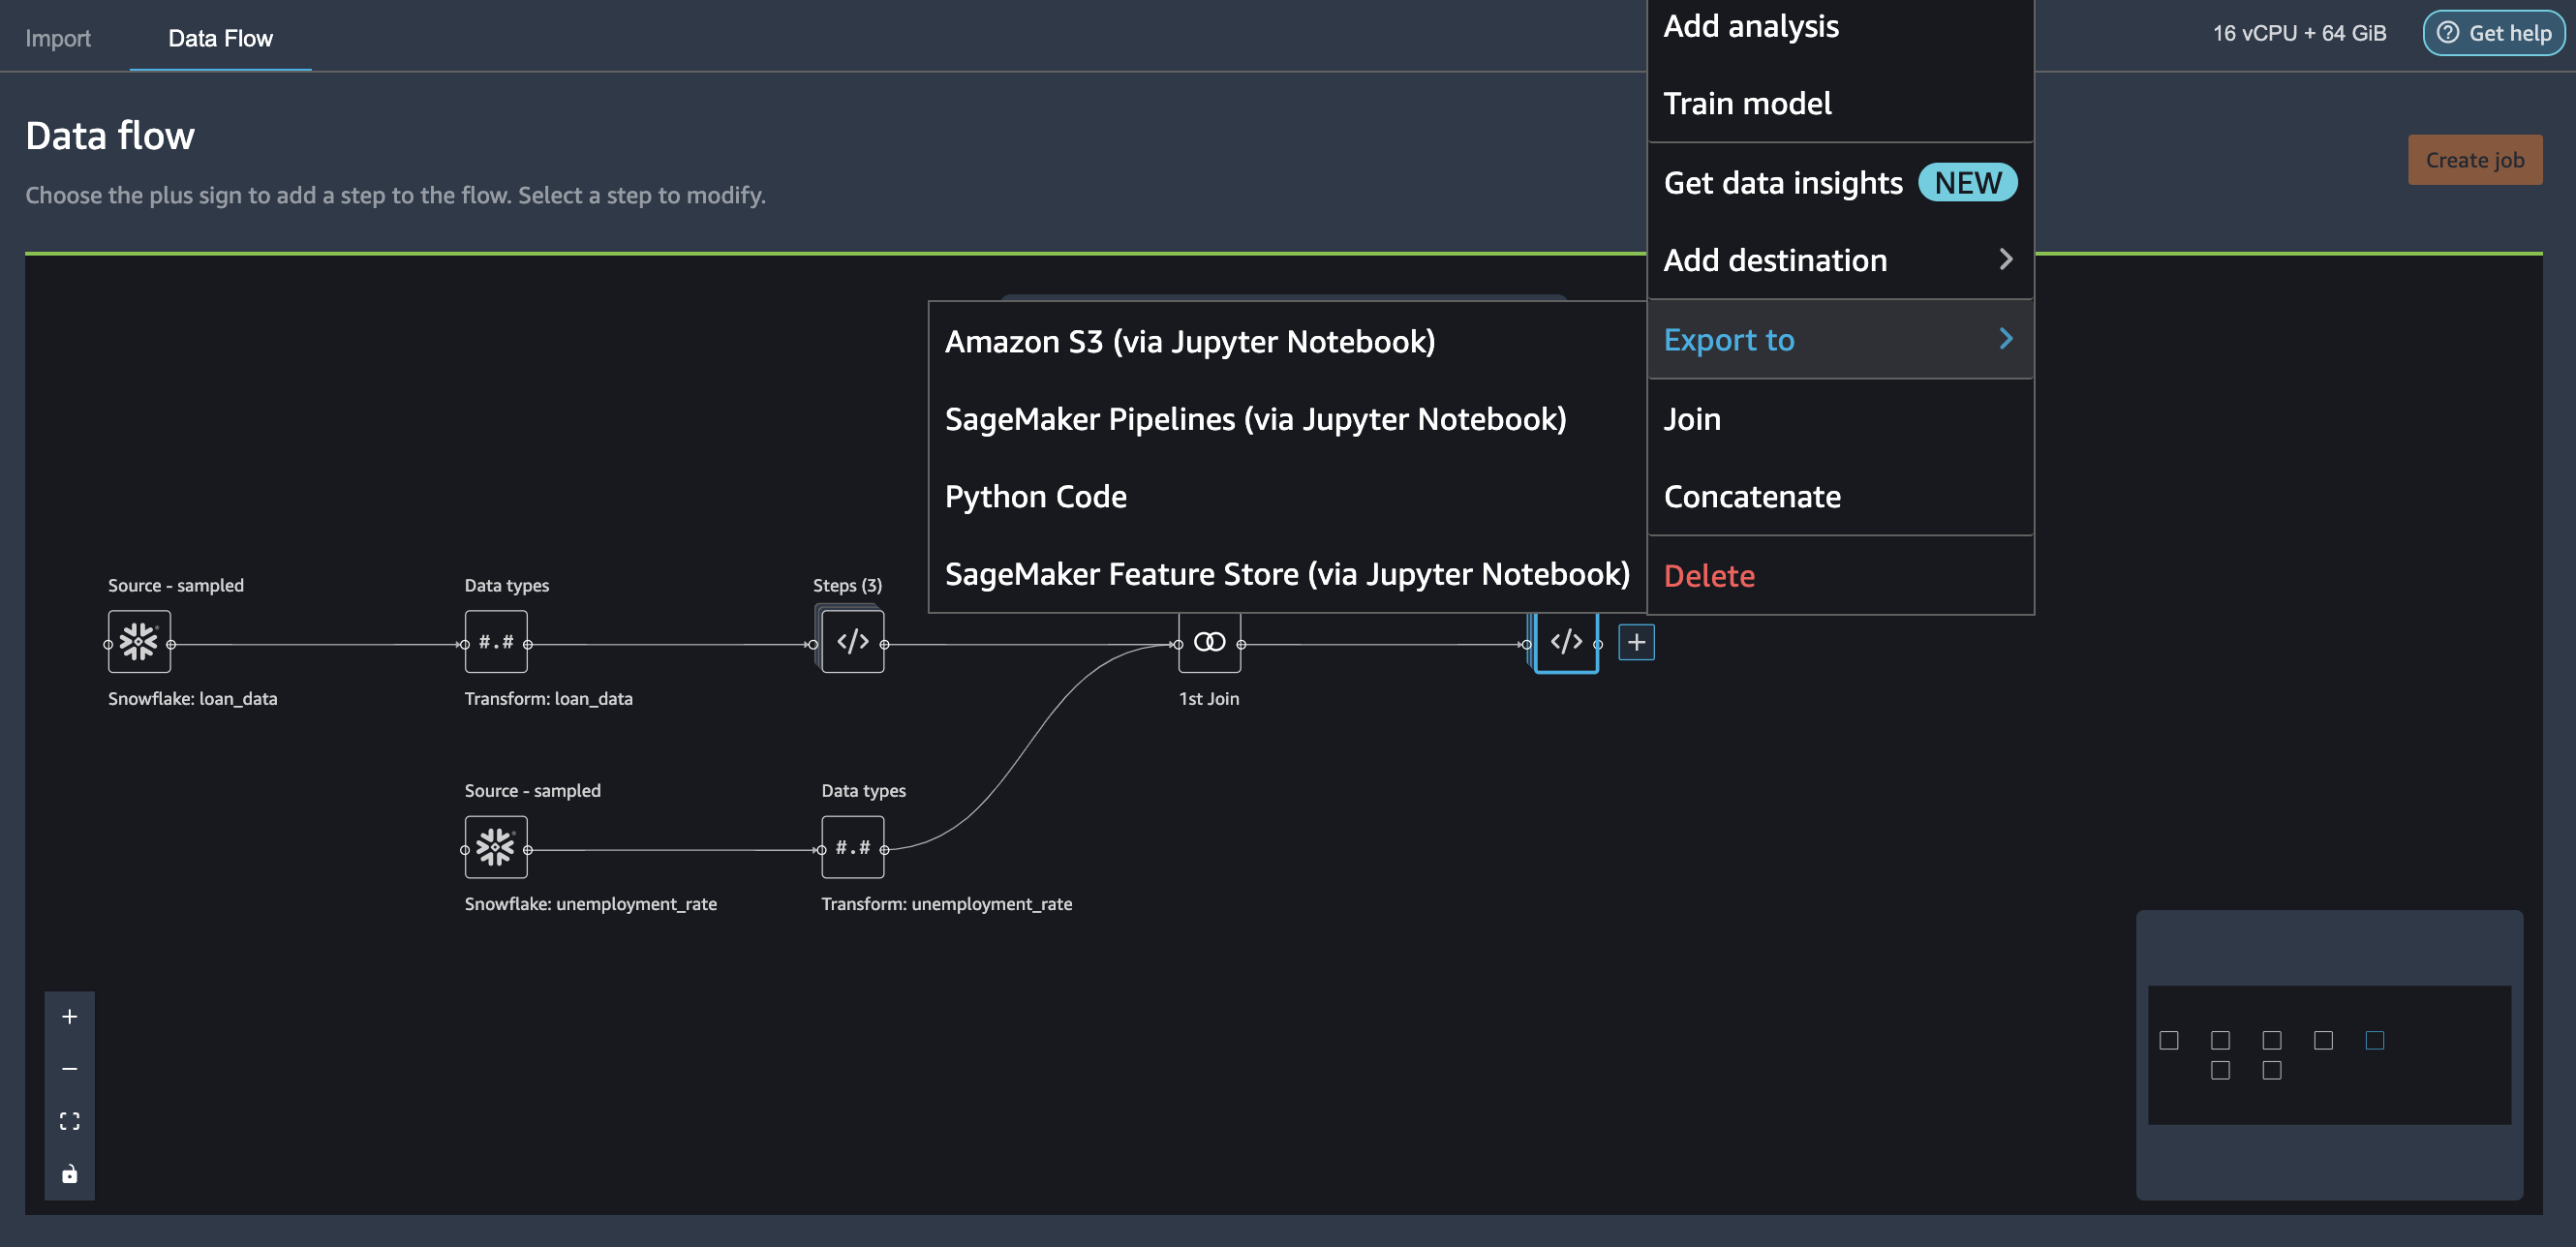 Import
Data Flow
16 vCPU + 64 GiB
Get help
Data flow
Choose the plus sign to add a step to the flow. Select a step to modify.
Create job
Add analysis
Train model
Get data insights NEW
Add destination
Export to
Join
Concatenate
Delete
Amazon S3 (via Jupyter Notebook)
SageMaker Pipelines (via Jupyter Notebook)
Python Code
SageMaker Feature Store (via Jupyter Notebook)
Source - sampled
Data types
Steps (3)
#.#
</>
</>
Snowflake: loan_data
Transform: loan_data
1st Join
Source - sampled
Data types
#.#
Snowflake: unemployment_rate
Transform: unemployment_rate